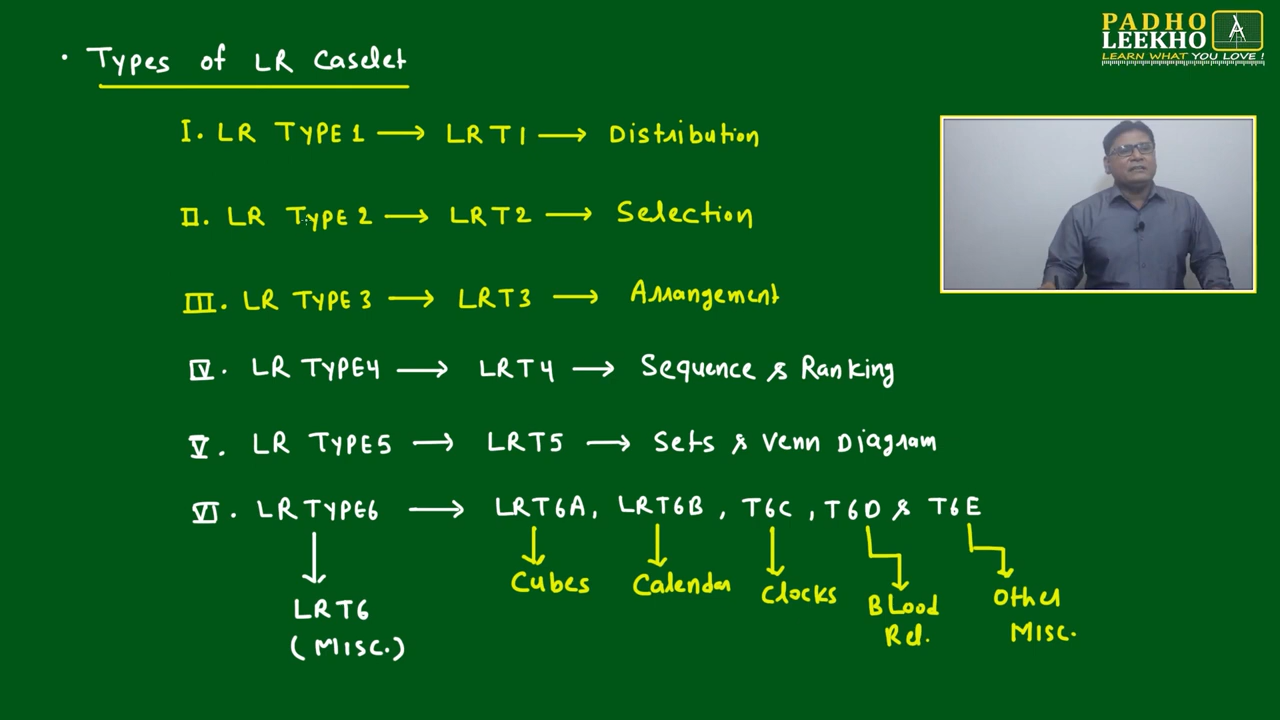 PADHO
LEEKHO
LEARN WHAT YOU LOVE !
• Types of LR Caselet
I. LR TYPE 1 → LRT1 → Distribution
II. LR TYPE 2 → LRT2 → Selection
III. LR TYPE 3 → LRT3 → Arrangement
IV. LR TYPE4 → LRT4 → Sequence & Ranking
V. LR TYPE5 → LRT5 → Sets & Venn Diagram
VI. LR TYPE6 → LRT6A, LRT6B, T6C, T6D & T6E
Cubes Calendar Clocks Blood Rel. Other Misc.
LRT6
(MISC.)